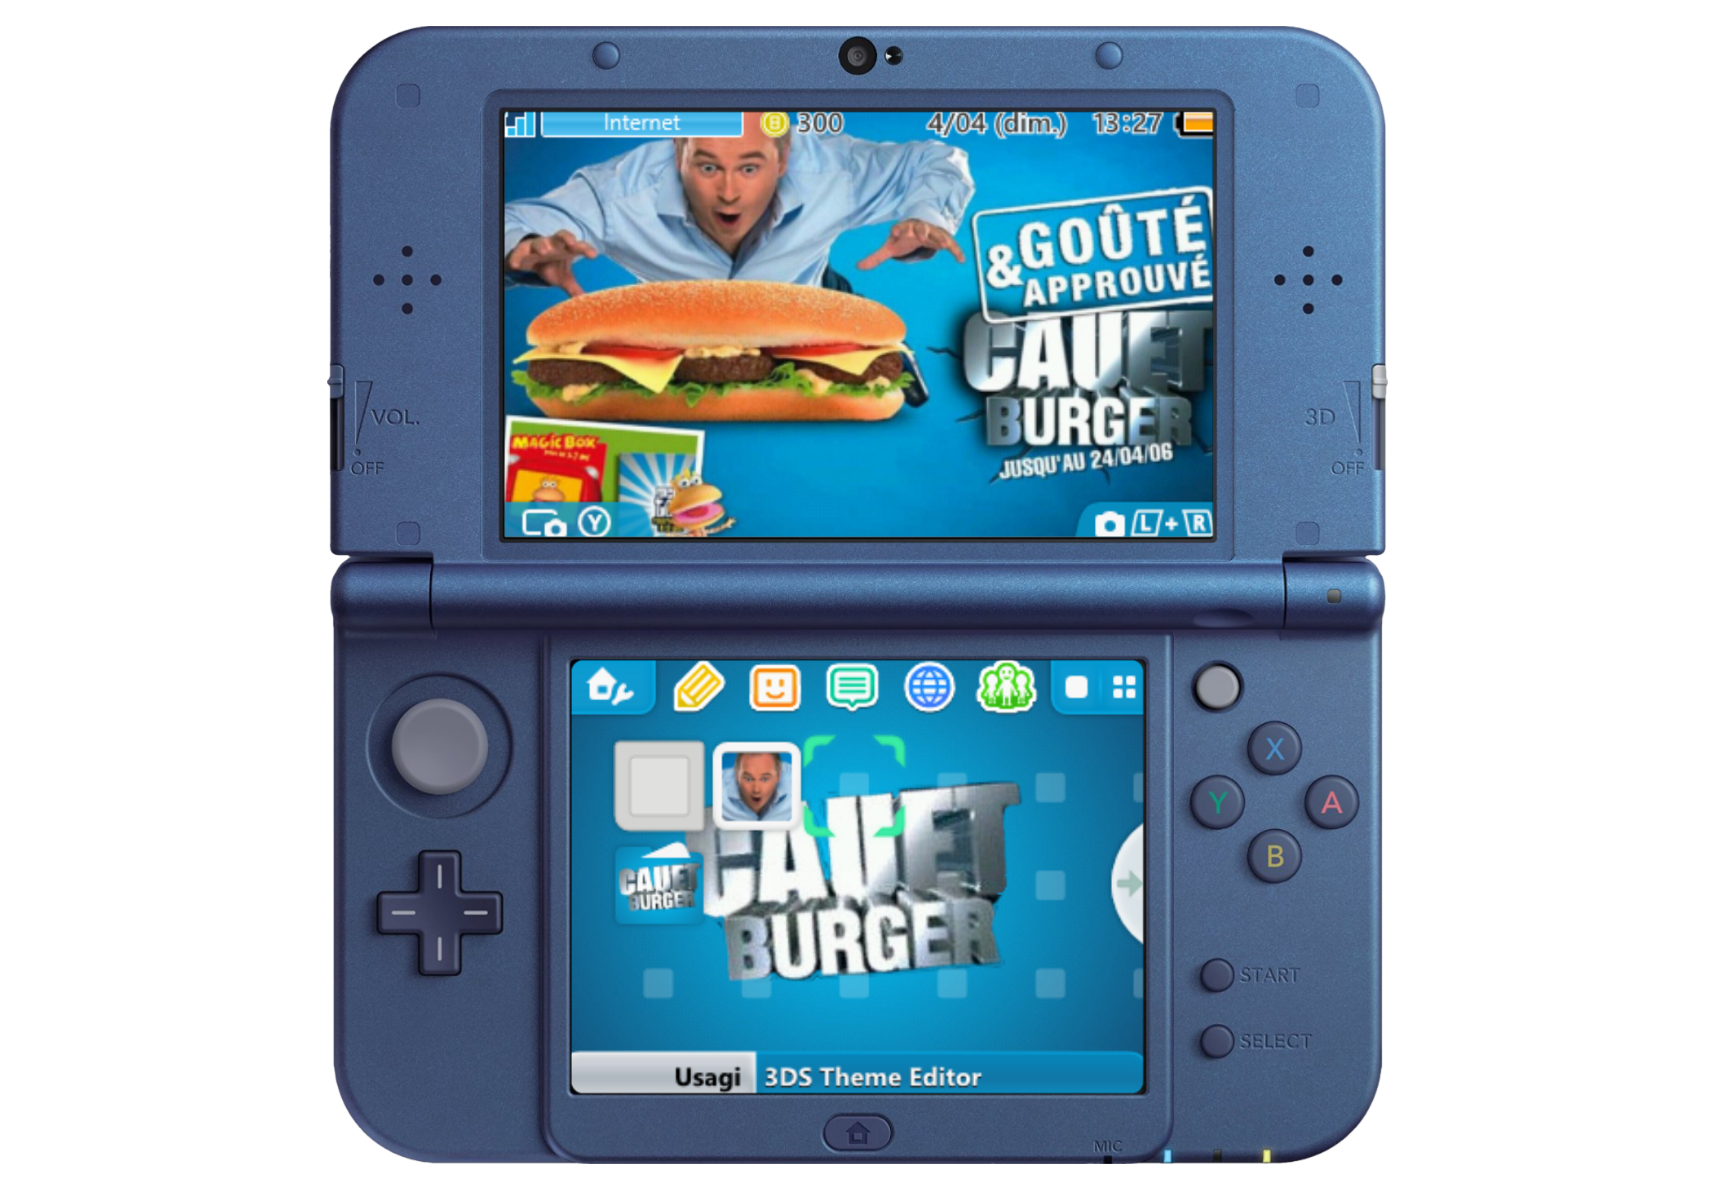 Internet
B 300
4/04 (dim.)
13:27
& GOÛTÉ
APPROUVÉ
CAUET
BURGER
JUSQU'AU 24/04/06
MAGIC BOX
Y
L + R
VOL.
OFF
3D
OFF
CAUET
BURGER
CAUET
BURGER
X
Y
A
B
START
SELECT
Usagi
3DS Theme Editor
MIC